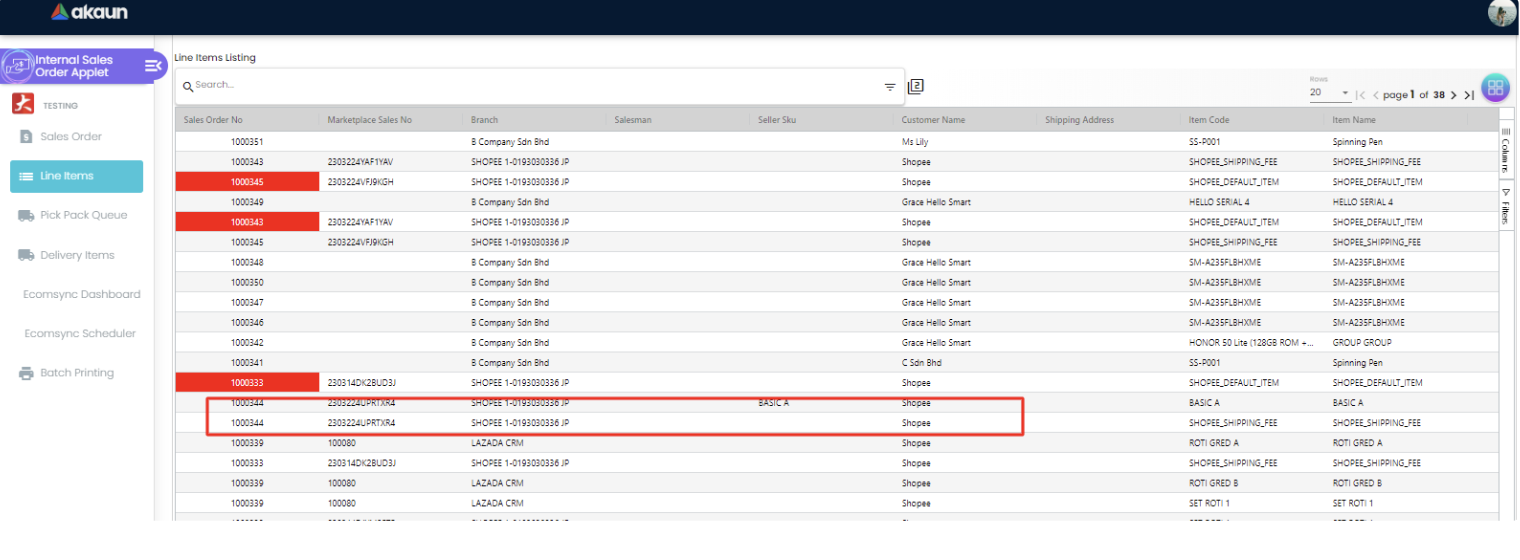 akaun
Internal Sales
Order Applet
TESTING
Sales Order
Line Items
Pick Pack Queue
Delivery Items
Ecomsync Dashboard
Ecomsync Scheduler
Batch Printing
Line Items Listing
Search...
2
Rows
20
page 1 of 38
Sales Order No Marketplace Sales No Branch Salesman Seller Sku Customer Name Shipping Address Item Code Item Name
1000351 B Company Sdn Bhd Ms Lily SS-P001 Spinning Pen
1000343 2303224YAF1YAV SHOPEE 1-0193030336 JP Shopee SHOPEE_SHIPPING_FEE SHOPEE_SHIPPING_FEE
1000345 2303224VFJ9KGH SHOPEE 1-0193030336 JP Shopee SHOPEE_DEFAULT_ITEM SHOPEE_DEFAULT_ITEM
1000349 B Company Sdn Bhd Grace Hello Smart HELLO SERIAL 4 HELLO SERIAL 4
1000343 2303224YAF1YAV SHOPEE 1-0193030336 JP Shopee SHOPEE_DEFAULT_ITEM SHOPEE_DEFAULT_ITEM
1000345 2303224VFJ9KGH SHOPEE 1-0193030336 JP Shopee SHOPEE_SHIPPING_FEE SHOPEE_SHIPPING_FEE
1000348 B Company Sdn Bhd Grace Hello Smart SM-A235FLBHXME SM-A235FLBHXME
1000350 B Company Sdn Bhd Grace Hello Smart SM-A235FLBHXME SM-A235FLBHXME
1000347 B Company Sdn Bhd Grace Hello Smart SM-A235FLBHXME SM-A235FLBHXME
1000346 B Company Sdn Bhd Grace Hello Smart SM-A235FLBHXME SM-A235FLBHXME
1000342 B Company Sdn Bhd Grace Hello Smart HONOR 50 Lite (128GB ROM +... GROUP GROUP
1000341 B Company Sdn Bhd C Sdn Bhd SS-P001 Spinning Pen
1000333 230314DK2BUD3J SHOPEE 1-0193030336 JP Shopee SHOPEE_DEFAULT_ITEM SHOPEE_DEFAULT_ITEM
1000344 2303224UPRTXR4 SHOPEE 1-0193030336 JP BASIC A Shopee BASIC A BASIC A
1000344 2303224UPRTXR4 SHOPEE 1-0193030336 JP Shopee SHOPEE_SHIPPING_FEE SHOPEE_SHIPPING_FEE
1000339 100080 LAZADA CRM Shopee ROTI GRED A ROTI GRED A
1000333 230314DK2BUD3J SHOPEE 1-0193030336 JP Shopee SHOPEE_SHIPPING_FEE SHOPEE_SHIPPING_FEE
1000339 100080 LAZADA CRM Shopee ROTI GRED B ROTI GRED B
1000339 100080 LAZADA CRM Shopee SET ROTI 1 SET ROTI 1
Columns
Filters